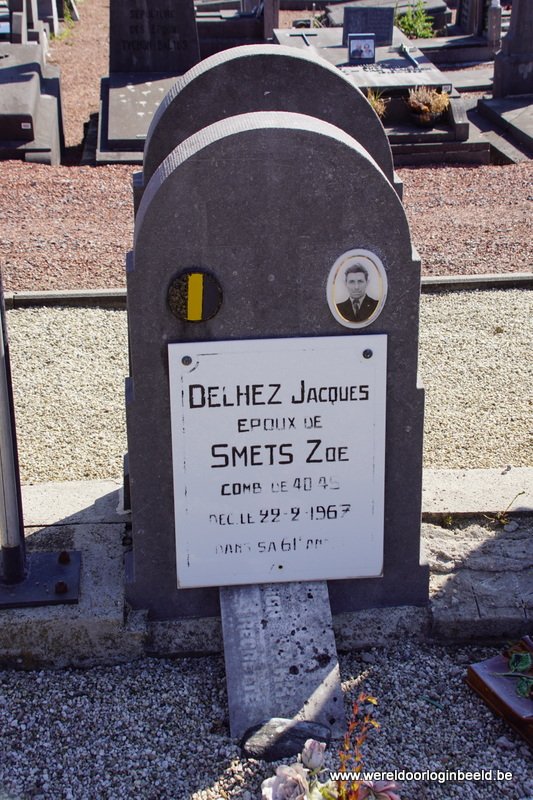 DELHEZ JACQUES
EPOUX DE
SMETS ZOE
COMB DE 40 45
DEC. LE 22-2-1967
DANS SA 61e
www.wereldoorloginbeeld.be